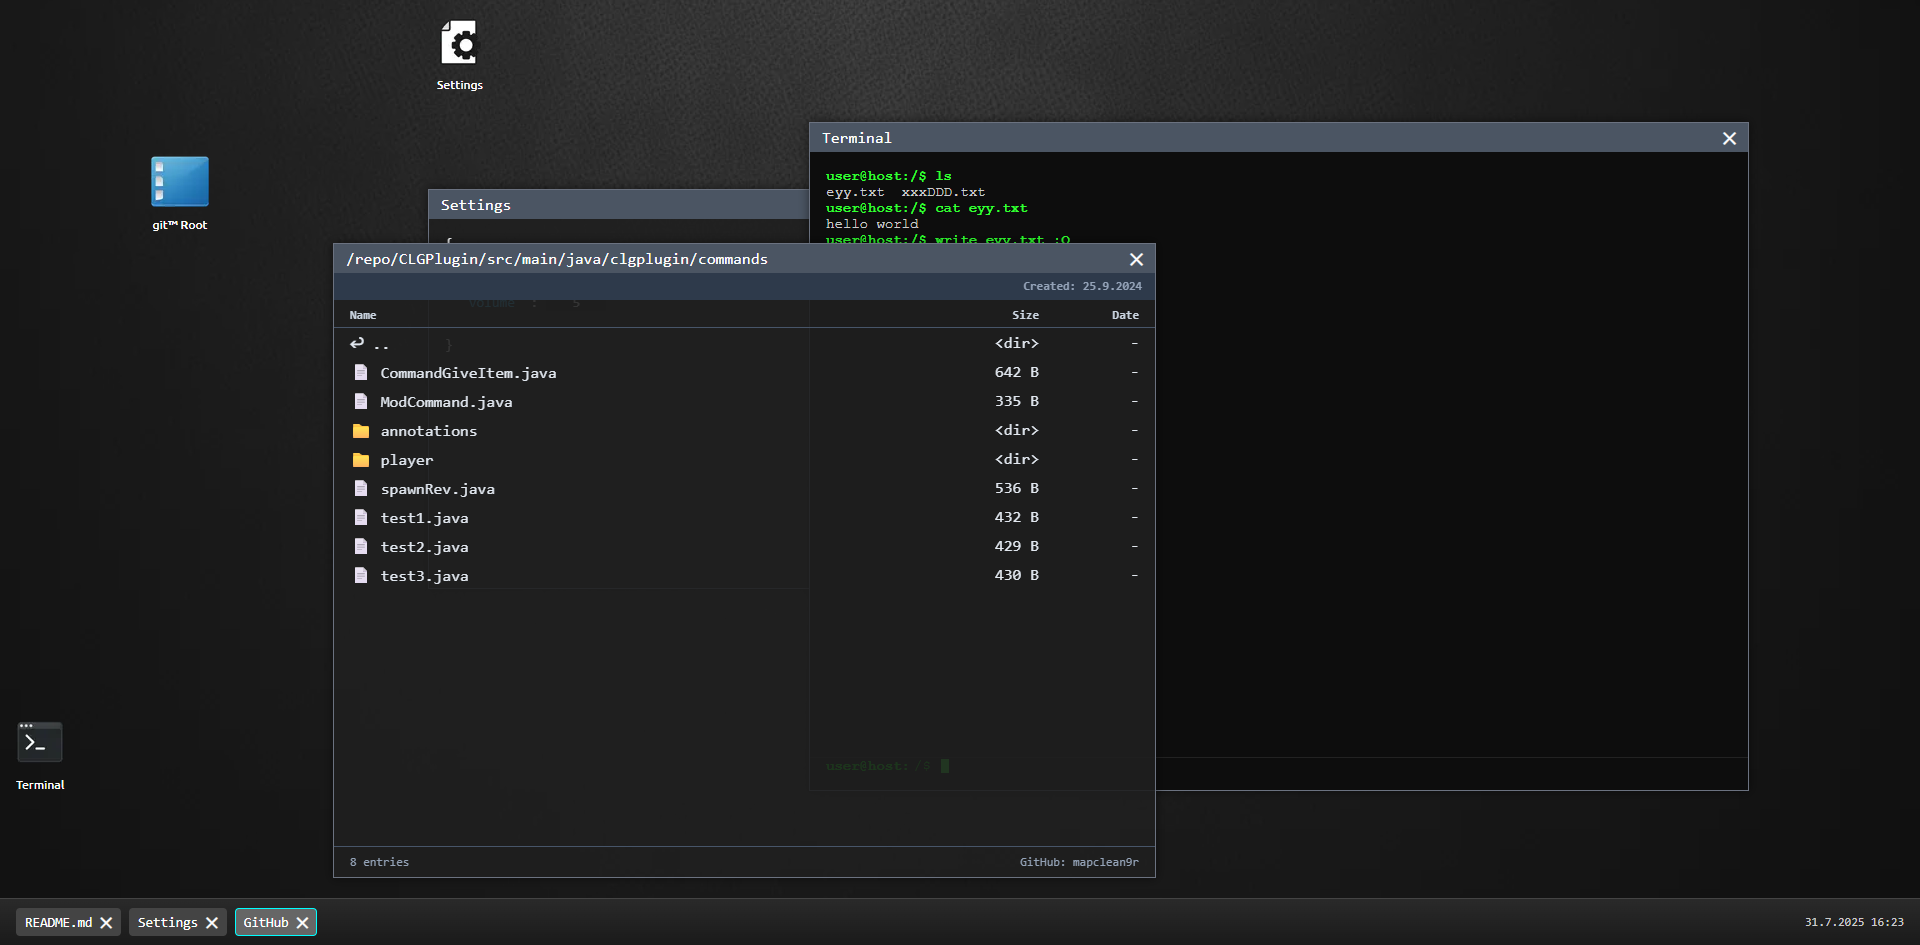 Settings
git™ Root
Terminal
Terminal
user@host:/$ ls
eyy.txt xxxDDD.txt
user@host:/$ cat eyy.txt
hello world
user@host:/$ write eyy.txt :O
user@host:/$
Settings
{
volume : 5
}
/repo/CLGPlugin/src/main/java/clgplugin/commands
Created: 25.9.2024
Name Size Date
.. <dir> -
CommandGiveItem.java 642 B -
ModCommand.java 335 B -
annotations <dir> -
player <dir> -
spawnRev.java 536 B -
test1.java 432 B -
test2.java 429 B -
test3.java 430 B -
8 entries GitHub: mapclean9r
README.md Settings GitHub 31.7.2025 16:23